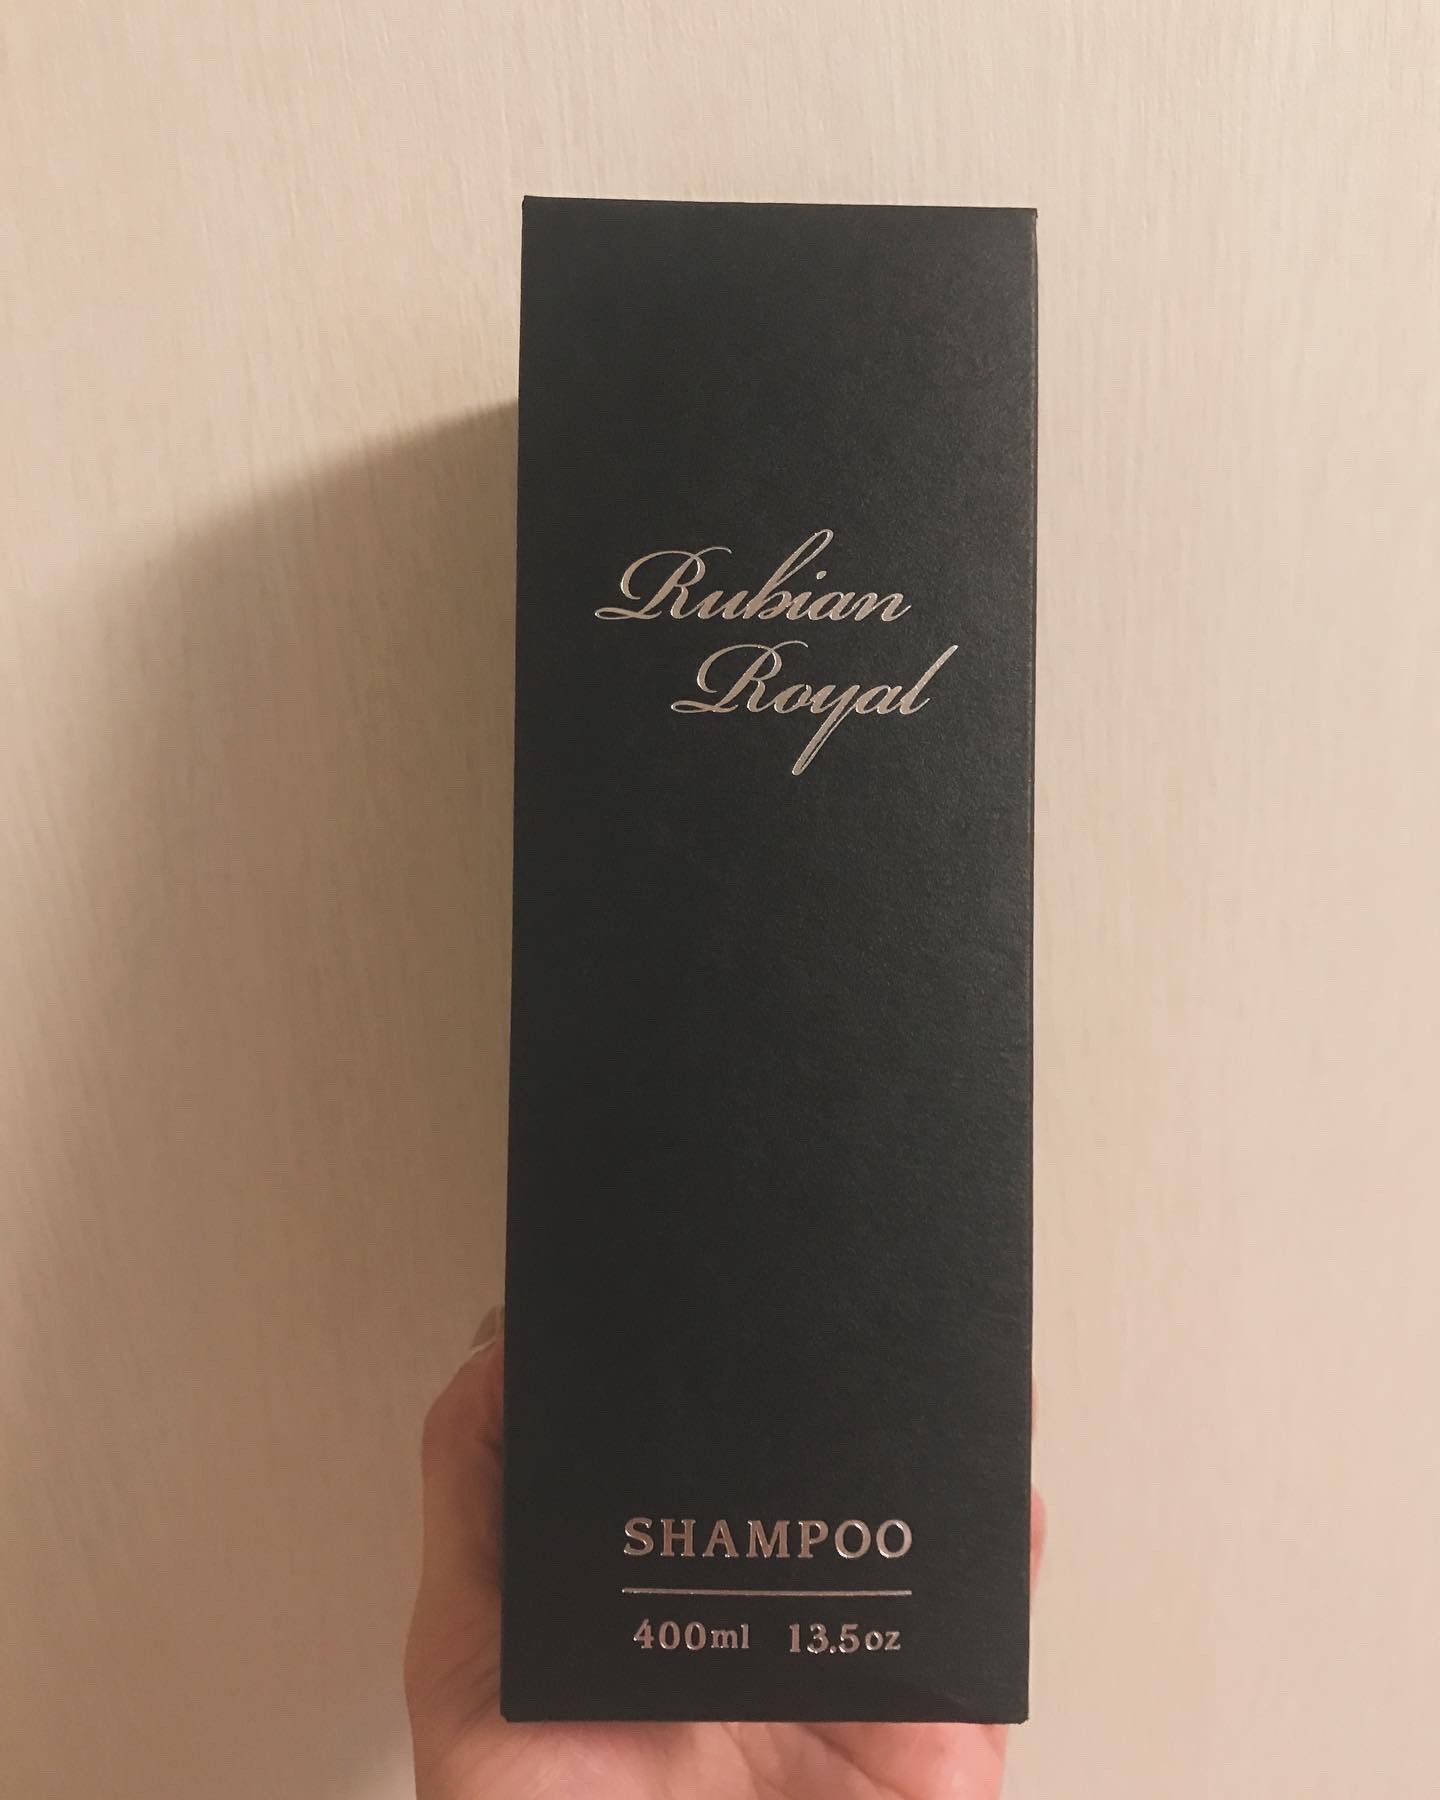 Rubian
Royal
SHAMPOO
400ml 13.5oz